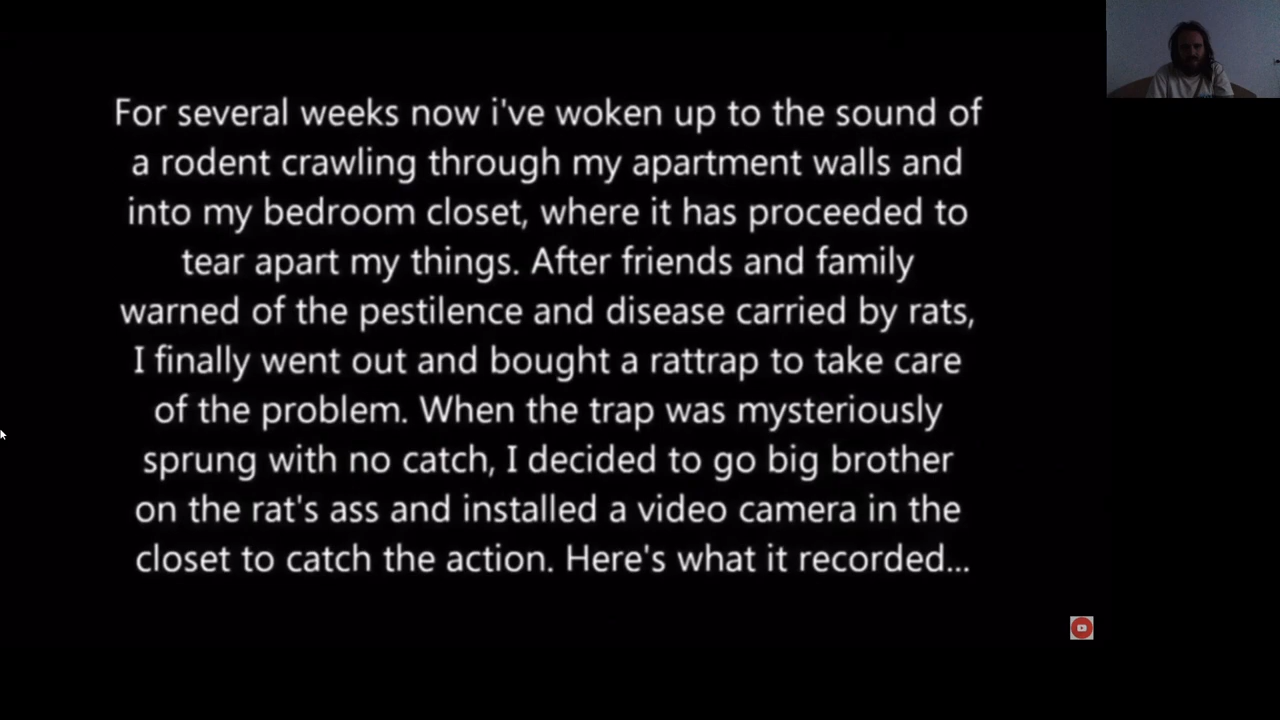 For several weeks now i've woken up to the sound of
a rodent crawling through my apartment walls and
into my bedroom closet, where it has proceeded to
tear apart my things. After friends and family
warned of the pestilence and disease carried by rats,
I finally went out and bought a rattrap to take care
of the problem. When the trap was mysteriously
sprung with no catch, I decided to go big brother
on the rat's ass and installed a video camera in the
closet to catch the action. Here's what it recorded...